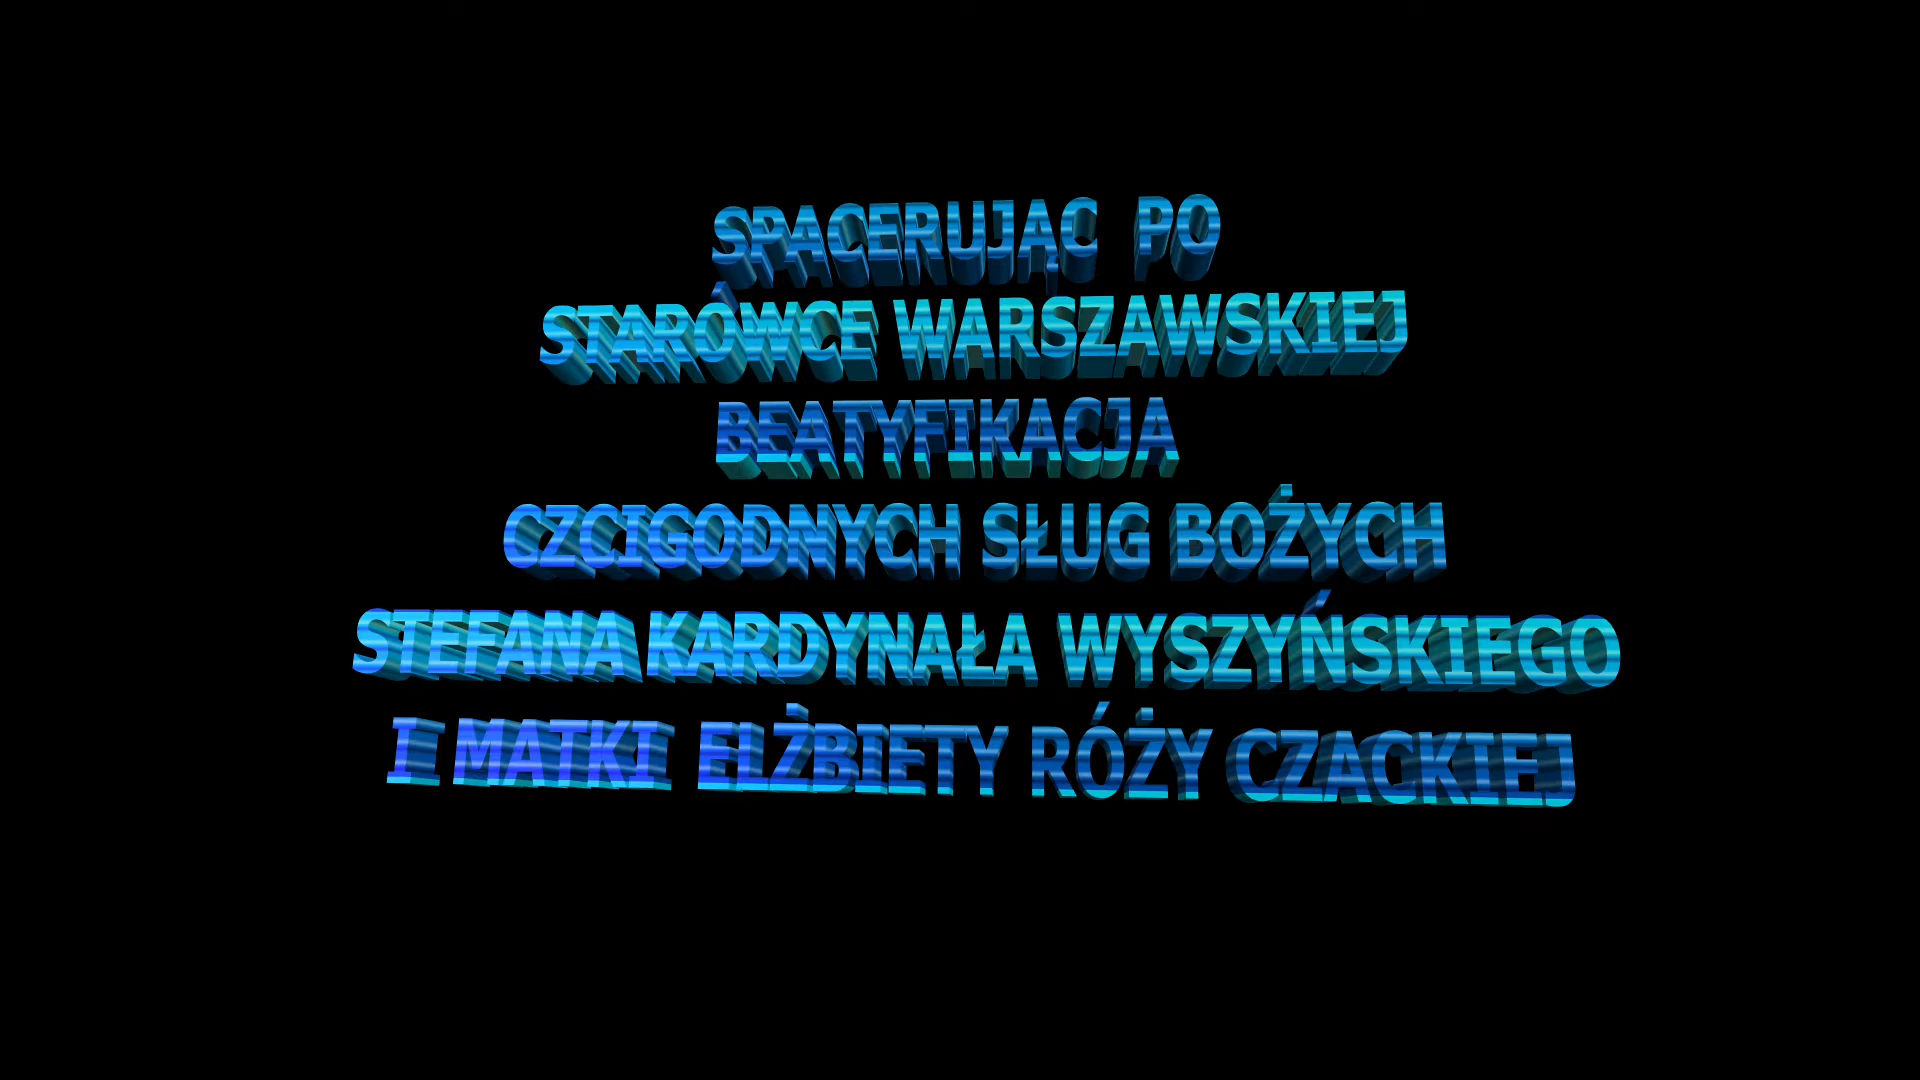 SPACERUJĄC PO
STARÓWCE WARSZAWSKIEJ
BEATYFIKACJA
CZCIGODNYCH SŁUG BOŻYCH
STEFANA KARDYNAŁA WYSZYŃSKIEGO
I MATKI ELŻBIETY RÓŻY CZACKIEJ